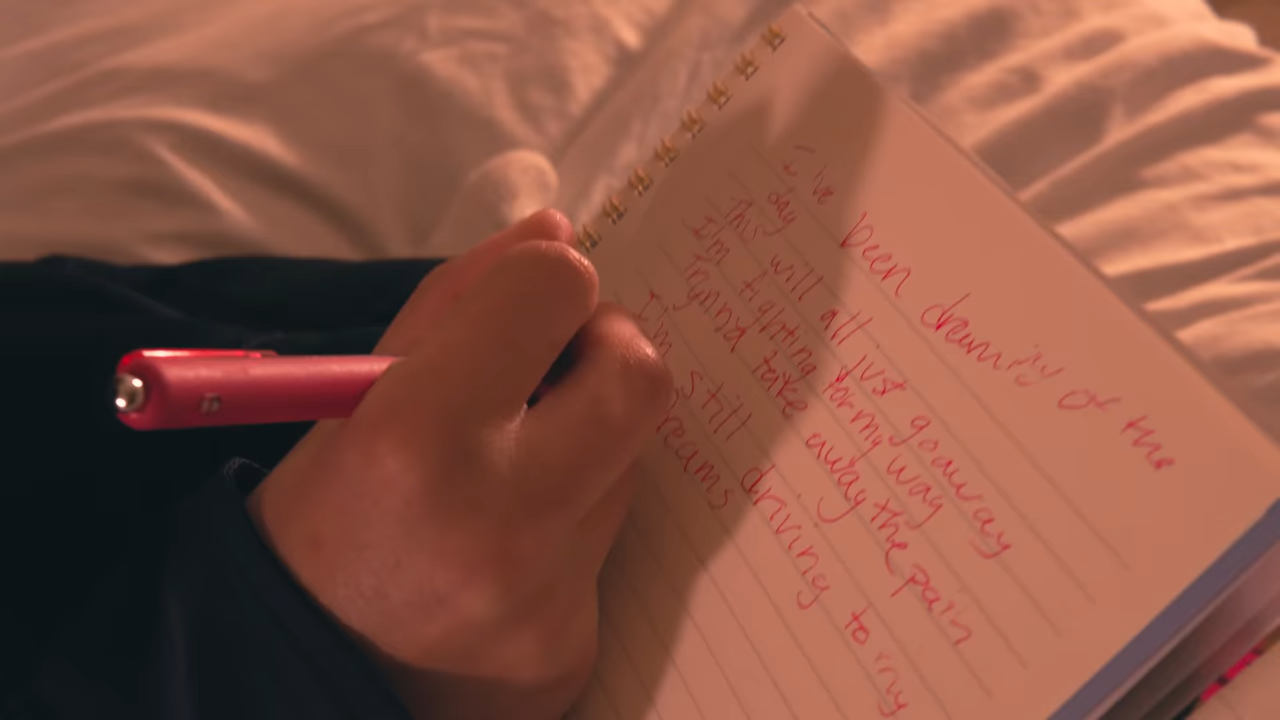 I've been dreaming of the
day
This will all just go away
I'm fighting for my way
Trynna take away the pain
I'm still driving to my
Dreams